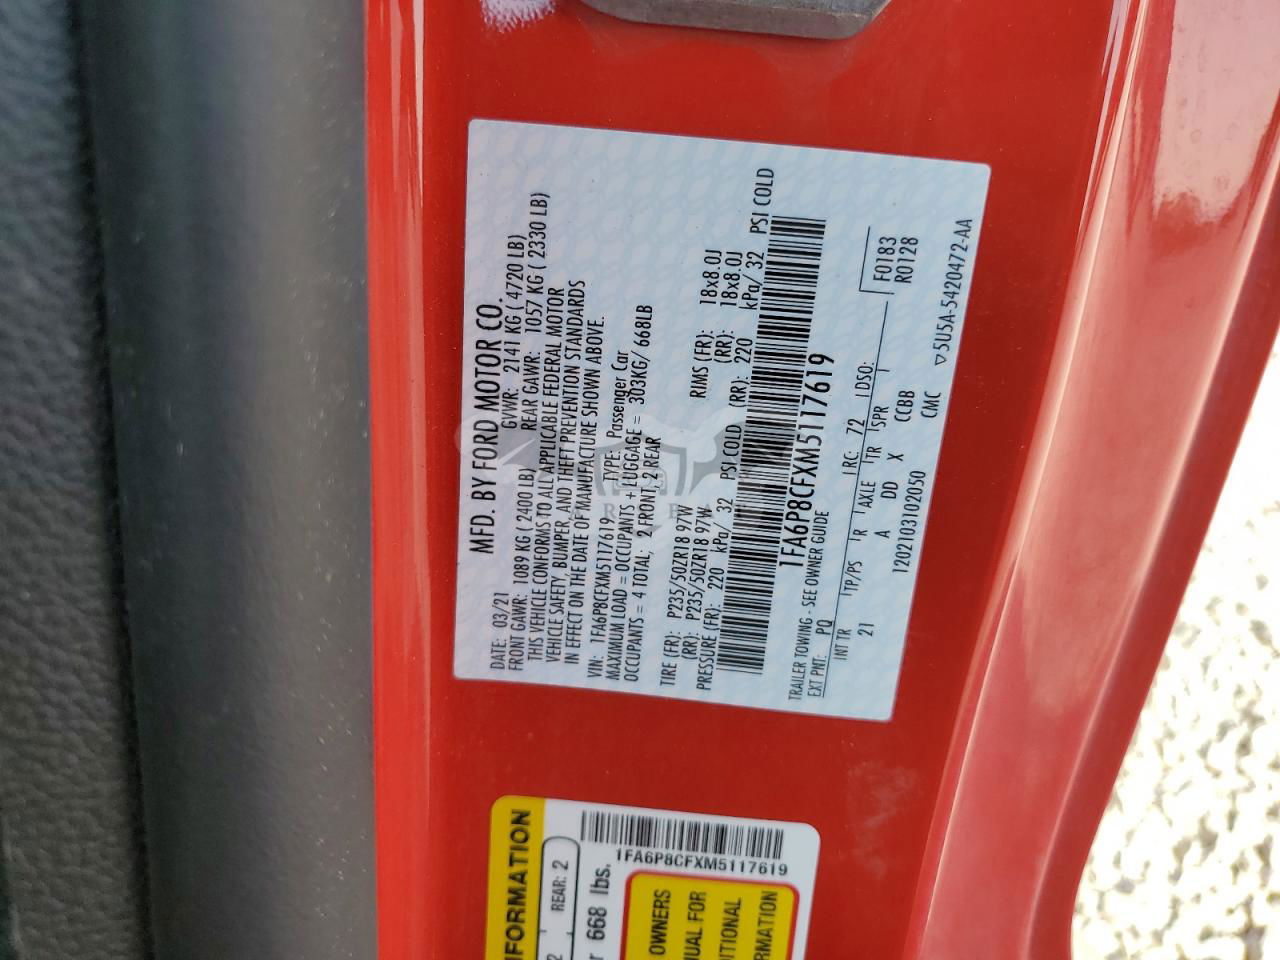 MFD. BY FORD MOTOR CO.
DATE: 03/21 GVWR: 2141 KG ( 4720 LB)
FRONT GAWR: 1089 KG ( 2400 LB) REAR GAWR: 1057 KG ( 2330 LB)
THIS VEHICLE CONFORMS TO ALL APPLICABLE FEDERAL MOTOR
VEHICLE SAFETY, BUMPER, AND THEFT PREVENTION STANDARDS
IN EFFECT ON THE DATE OF MANUFACTURE SHOWN ABOVE.
VIN: 1FA6P8CFXM5117619 TYPE: Passenger Car
MAXIMUM LOAD = OCCUPANTS + LUGGAGE = 303KG/ 668LB
OCCUPANTS = 4 TOTAL; 2 FRONT, 2 REAR
TIRE (FR): P235/50ZR18 97W RIMS (FR): 18x8.0J
(RR): P235/50ZR18 97W (RR): 18x8.0J
PRESSURE (FR): 220 kPa/ 32 PSI COLD (RR): 220 kPa/ 32 PSI COLD
1FA6P8CFXM5117619
TRAILER TOWING - SEE OWNER GUIDE
EXT PNT: PQ RC: 72 DSO: F0183
INT TR TP/PS R AXLE TR SPR R0128
21 A DD X CCBB
1202103102050 CMC ▽5U5A-5420472-AA
1FA6P8CFXM5117619
FORMATION
2 REAR: 2
r 668 lbs.
OWNERS
NUAL FOR
DITIONAL
RMATION